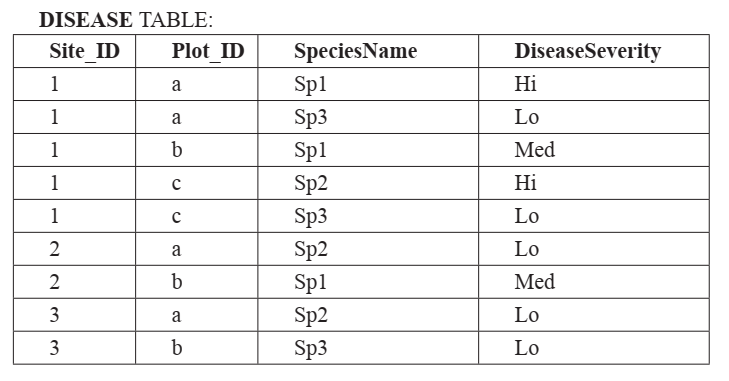 DISEASE TABLE:
Site_ID Plot_ID SpeciesName DiseaseSeverity
1 a Sp1 Hi
1 a Sp3 Lo
1 b Sp1 Med
1 c Sp2 Hi
1 c Sp3 Lo
2 a Sp2 Lo
2 b Sp1 Med
3 a Sp2 Lo
3 b Sp3 Lo